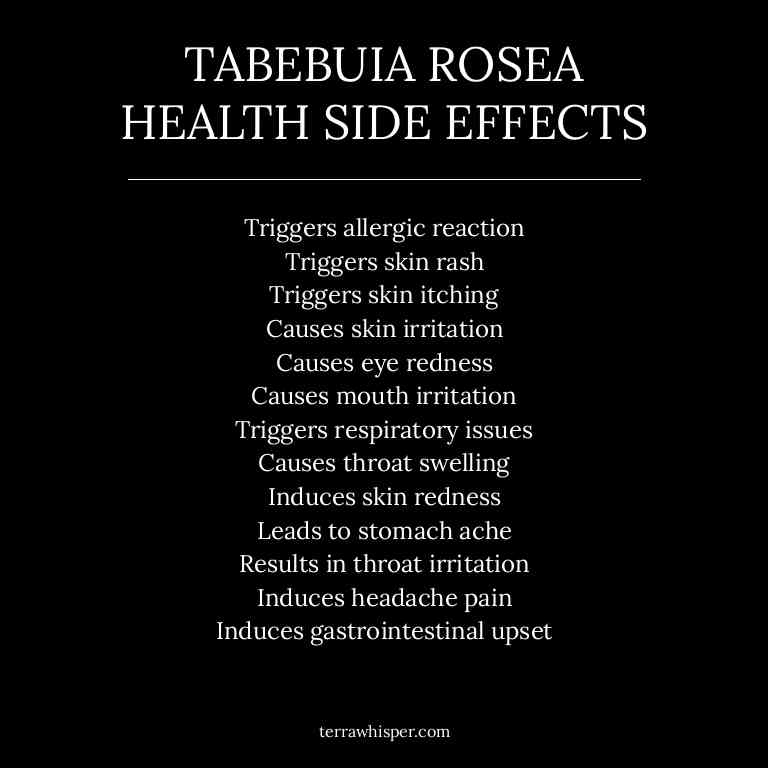 TABEBUIA ROSEA
HEALTH SIDE EFFECTS
Triggers allergic reaction
Triggers skin rash
Triggers skin itching
Causes skin irritation
Causes eye redness
Causes mouth irritation
Triggers respiratory issues
Causes throat swelling
Induces skin redness
Leads to stomach ache
Results in throat irritation
Induces headache pain
Induces gastrointestinal upset
terrawhisper.com